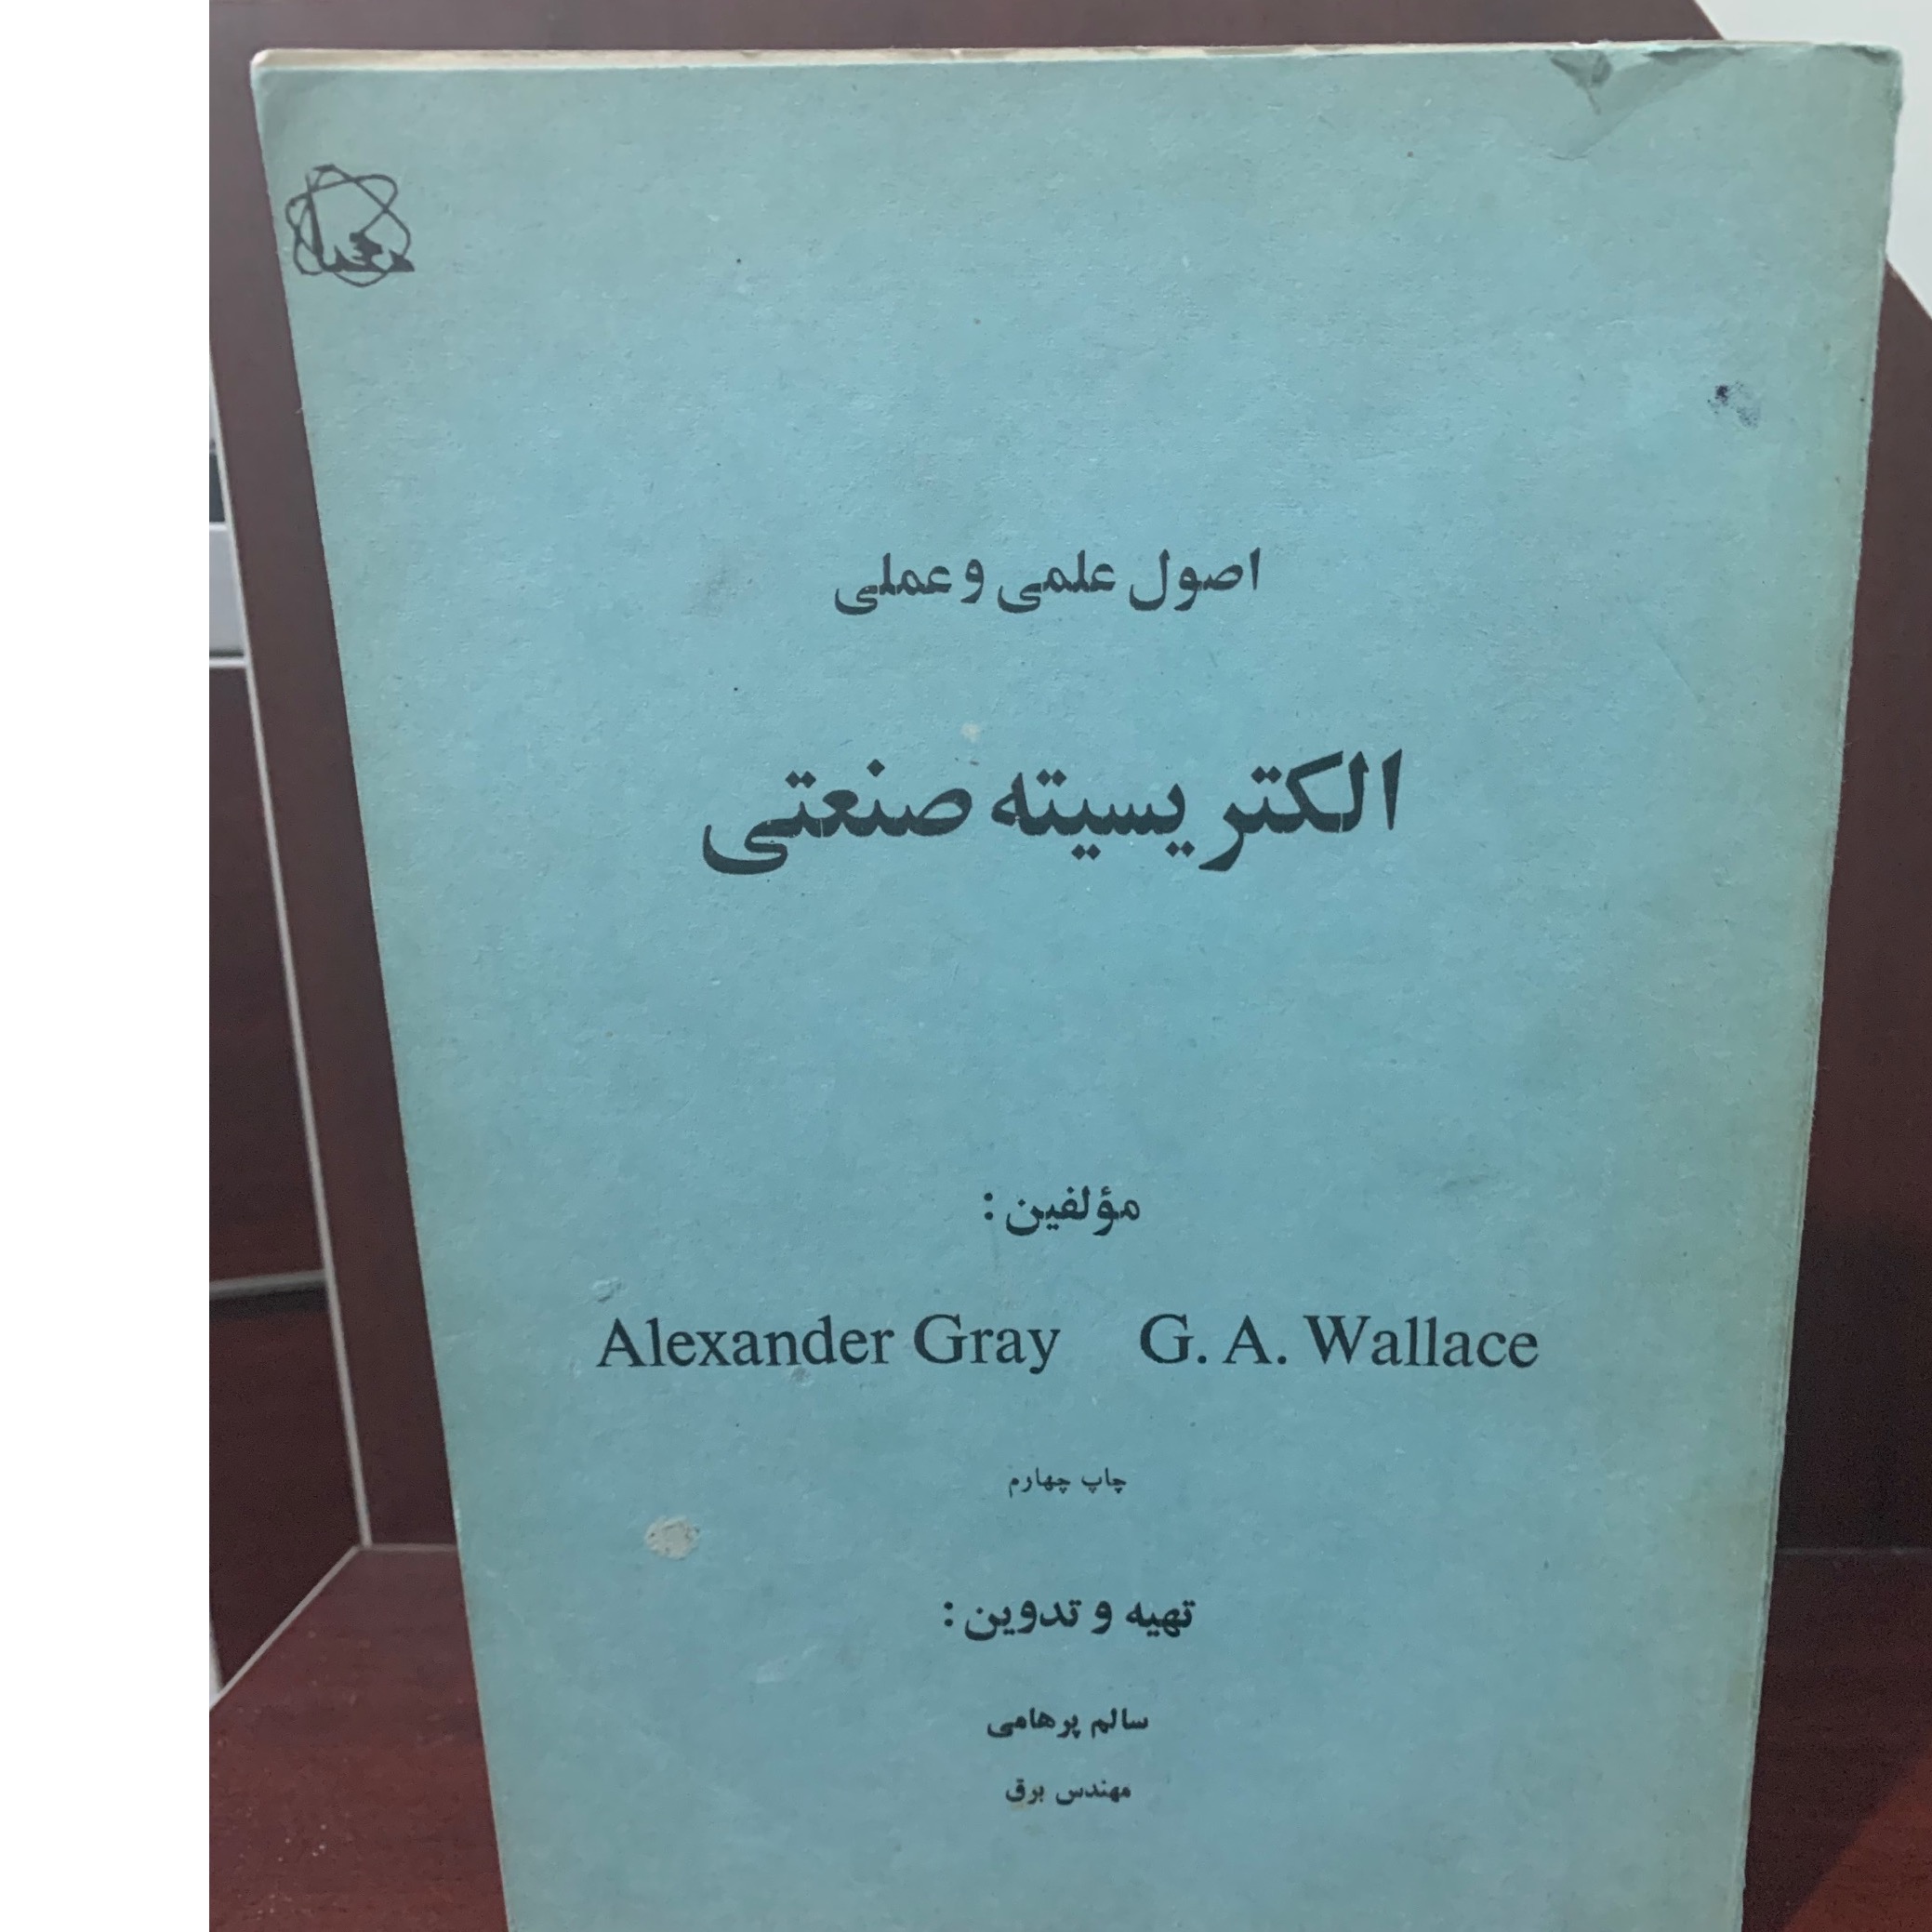 اصول علمی و عملی
الکتریسیته صنعتی
مؤلفین :
Alexander Gray G. A. Wallace
چاپ چهارم
تهیه و تدوین :
سالم پرهامی
مهندس برق